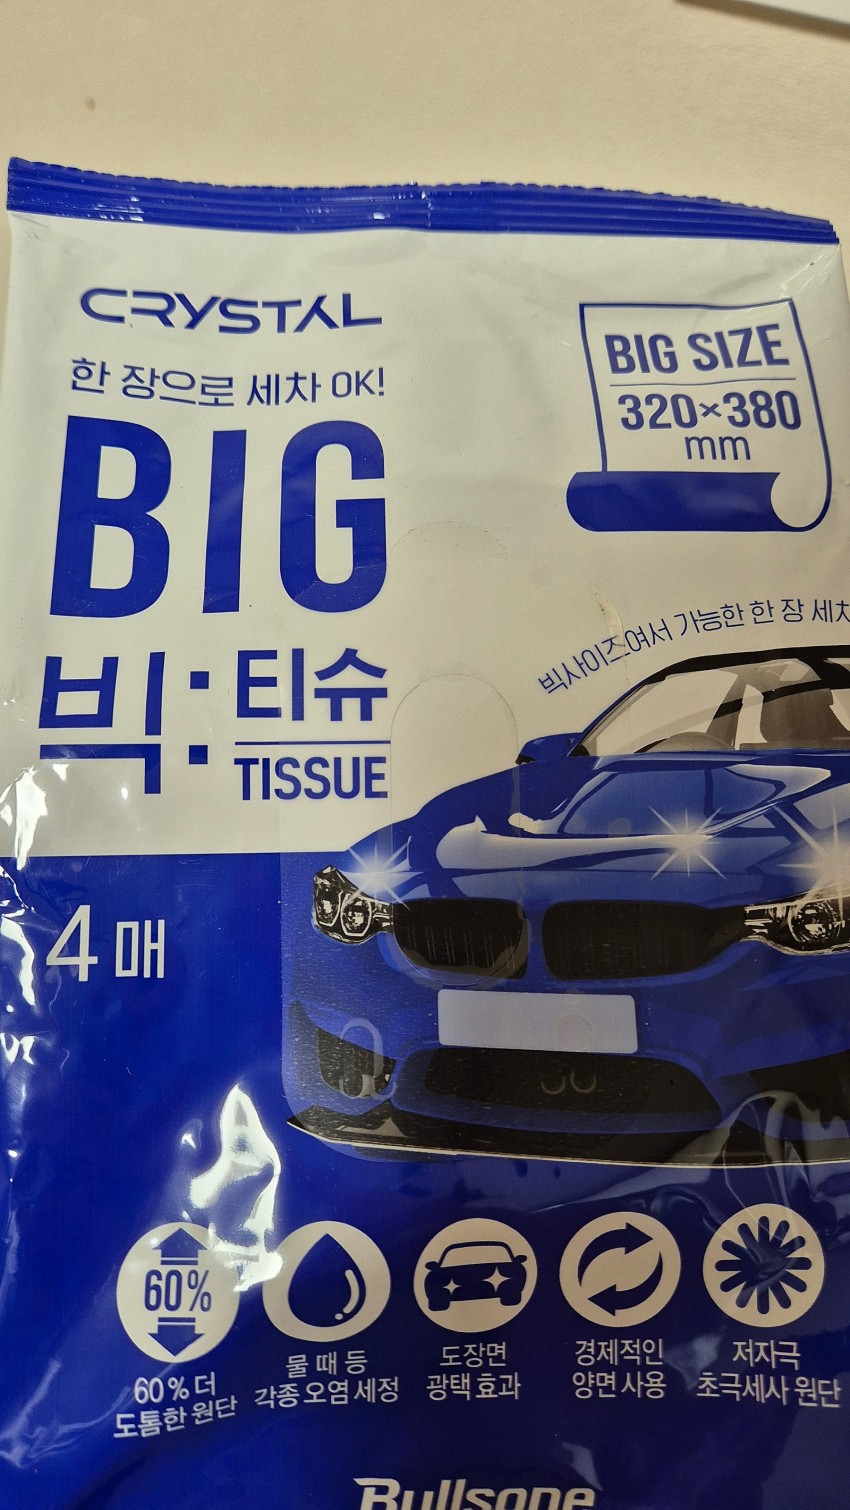 CRYSTAL
한 장으로 세차 OK!
BIG
빅:티슈
TISSUE
BIG SIZE
320×380
mm
빅사이즈여서 가능한 한 장
4매
60%
60% 더
도톰한 원단
물 때 등
각종 오염 세정
도장면
광택 효과
경제적인
양면 사용
저자극
초극세사 원단
Bullsone